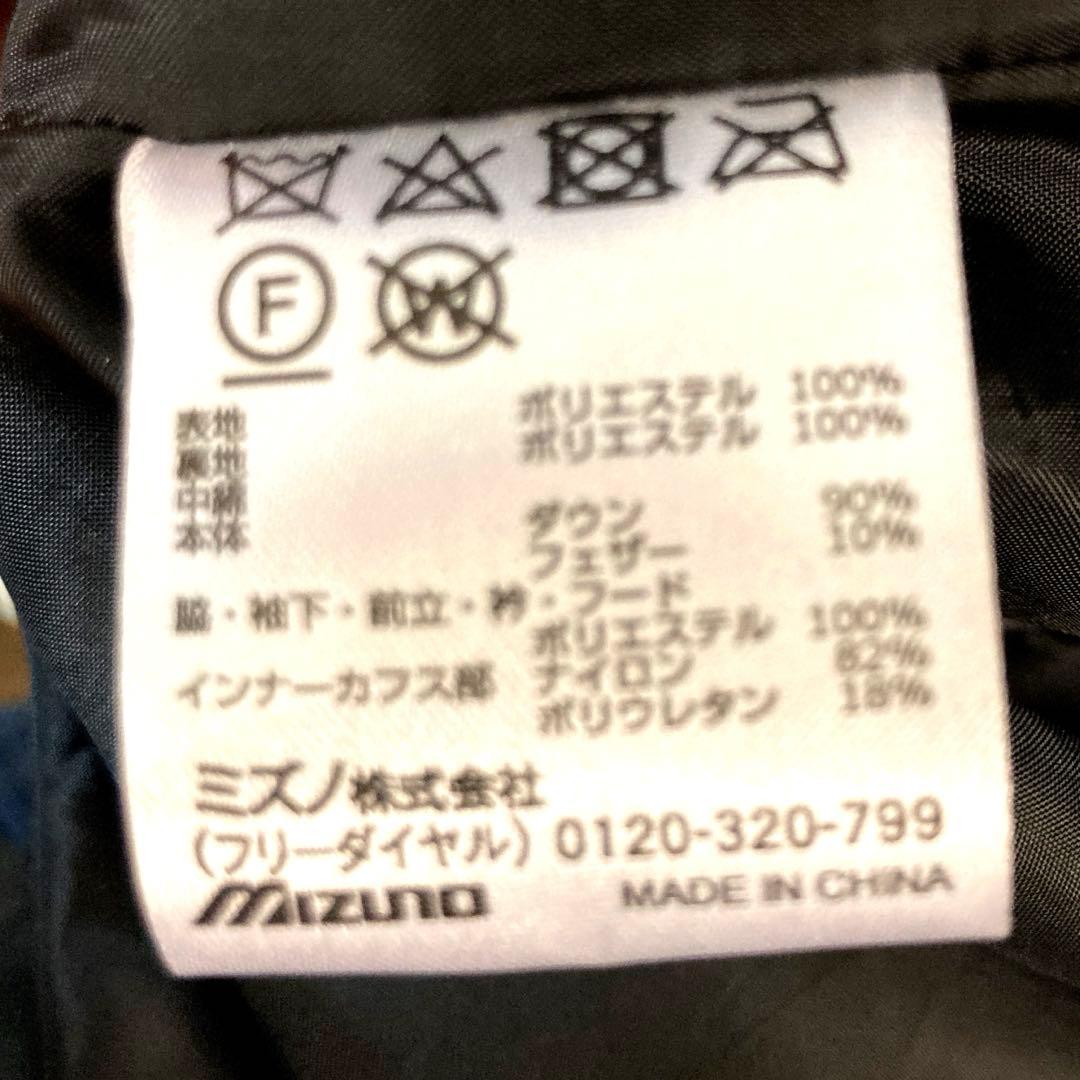 F W
表地 ポリエステル 100%
裏地 ポリエステル 100%
中綿
本体 ダウン 90%
フェザー 10%
脇・袖下・前立・衿・フード
ポリエステル 100%
インナーカフス部 ナイロン 82%
ポリウレタン 18%
ミズノ株式会社
(フリーダイヤル) 0120-320-799
MIZUNO MADE IN CHINA